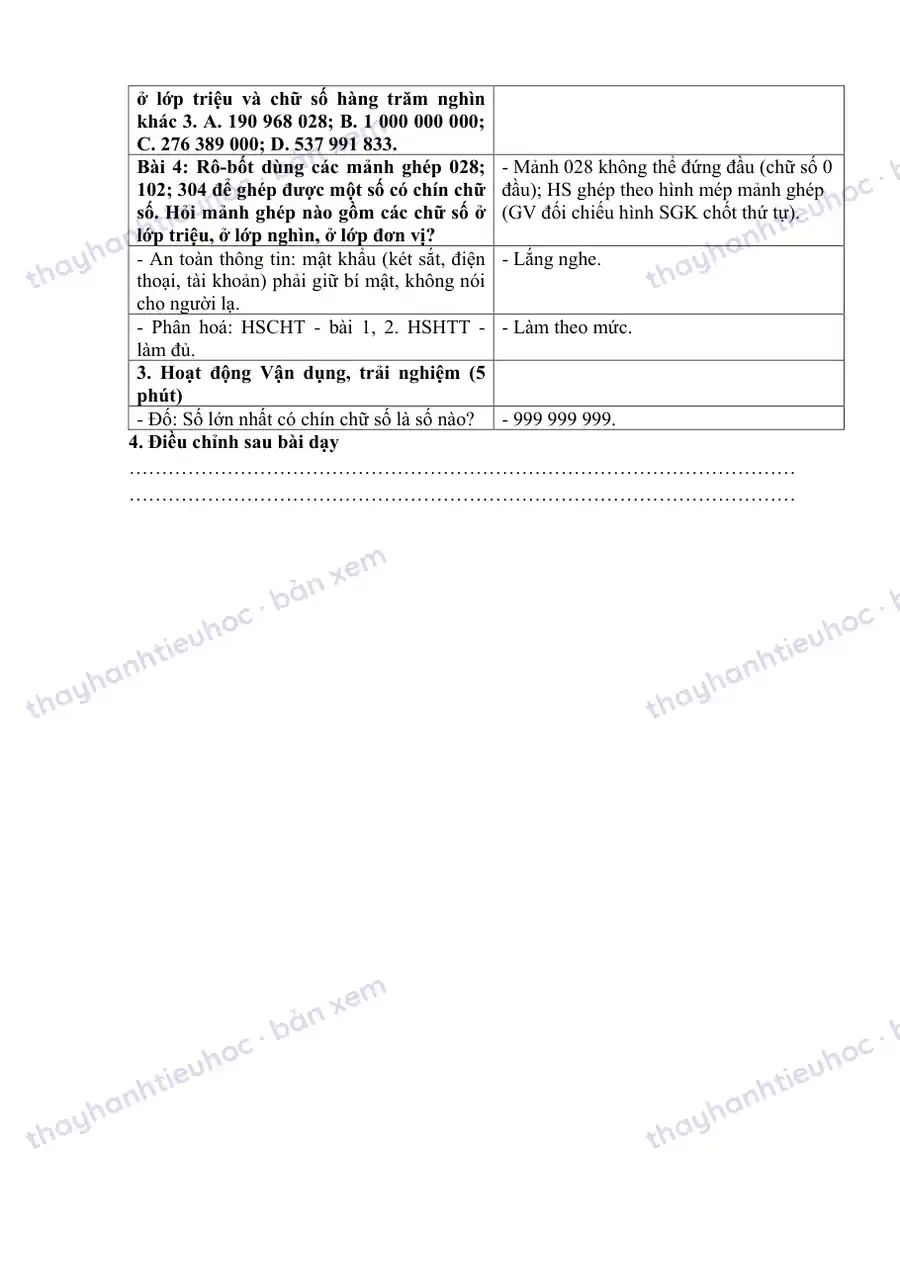 ở lớp triệu và chữ số hàng trăm nghìn
khác 3. A. 190 968 028; B. 1 000 000 000;
C. 276 389 000; D. 537 991 833.
Bài 4: Rô-bốt dùng các mảnh ghép 028;
102; 304 để ghép được một số có chín chữ
số. Hỏi mảnh ghép nào gồm các chữ số ở
lớp triệu, ở lớp nghìn, ở lớp đơn vị?
- Mảnh 028 không thể đứng đầu (chữ số 0
đầu); HS ghép theo hình mép mảnh ghép
(GV đối chiếu hình SGK chốt thứ tự).
- An toàn thông tin: mật khẩu (két sắt, điện
thoại, tài khoản) phải giữ bí mật, không nói
cho người lạ.
- Lắng nghe.
- Phân hoá: HSCHT - bài 1, 2. HSHTT -
làm đủ.
- Làm theo mức.
3. Hoạt động Vận dụng, trải nghiệm (5
phút)
- Đố: Số lớn nhất có chín chữ số là số nào?
- 999 999 999.
4. Điều chỉnh sau bài dạy
…………………………………………………………………………………………
…………………………………………………………………………………………
thayhanhtieuhoc · bản xem
thayhanhtieuhoc · b
thayhanhtieuhoc · bản xem
thayhanhtieuhoc · b
thayhanhtieuhoc · bản xem
thayhanhtieuhoc · b